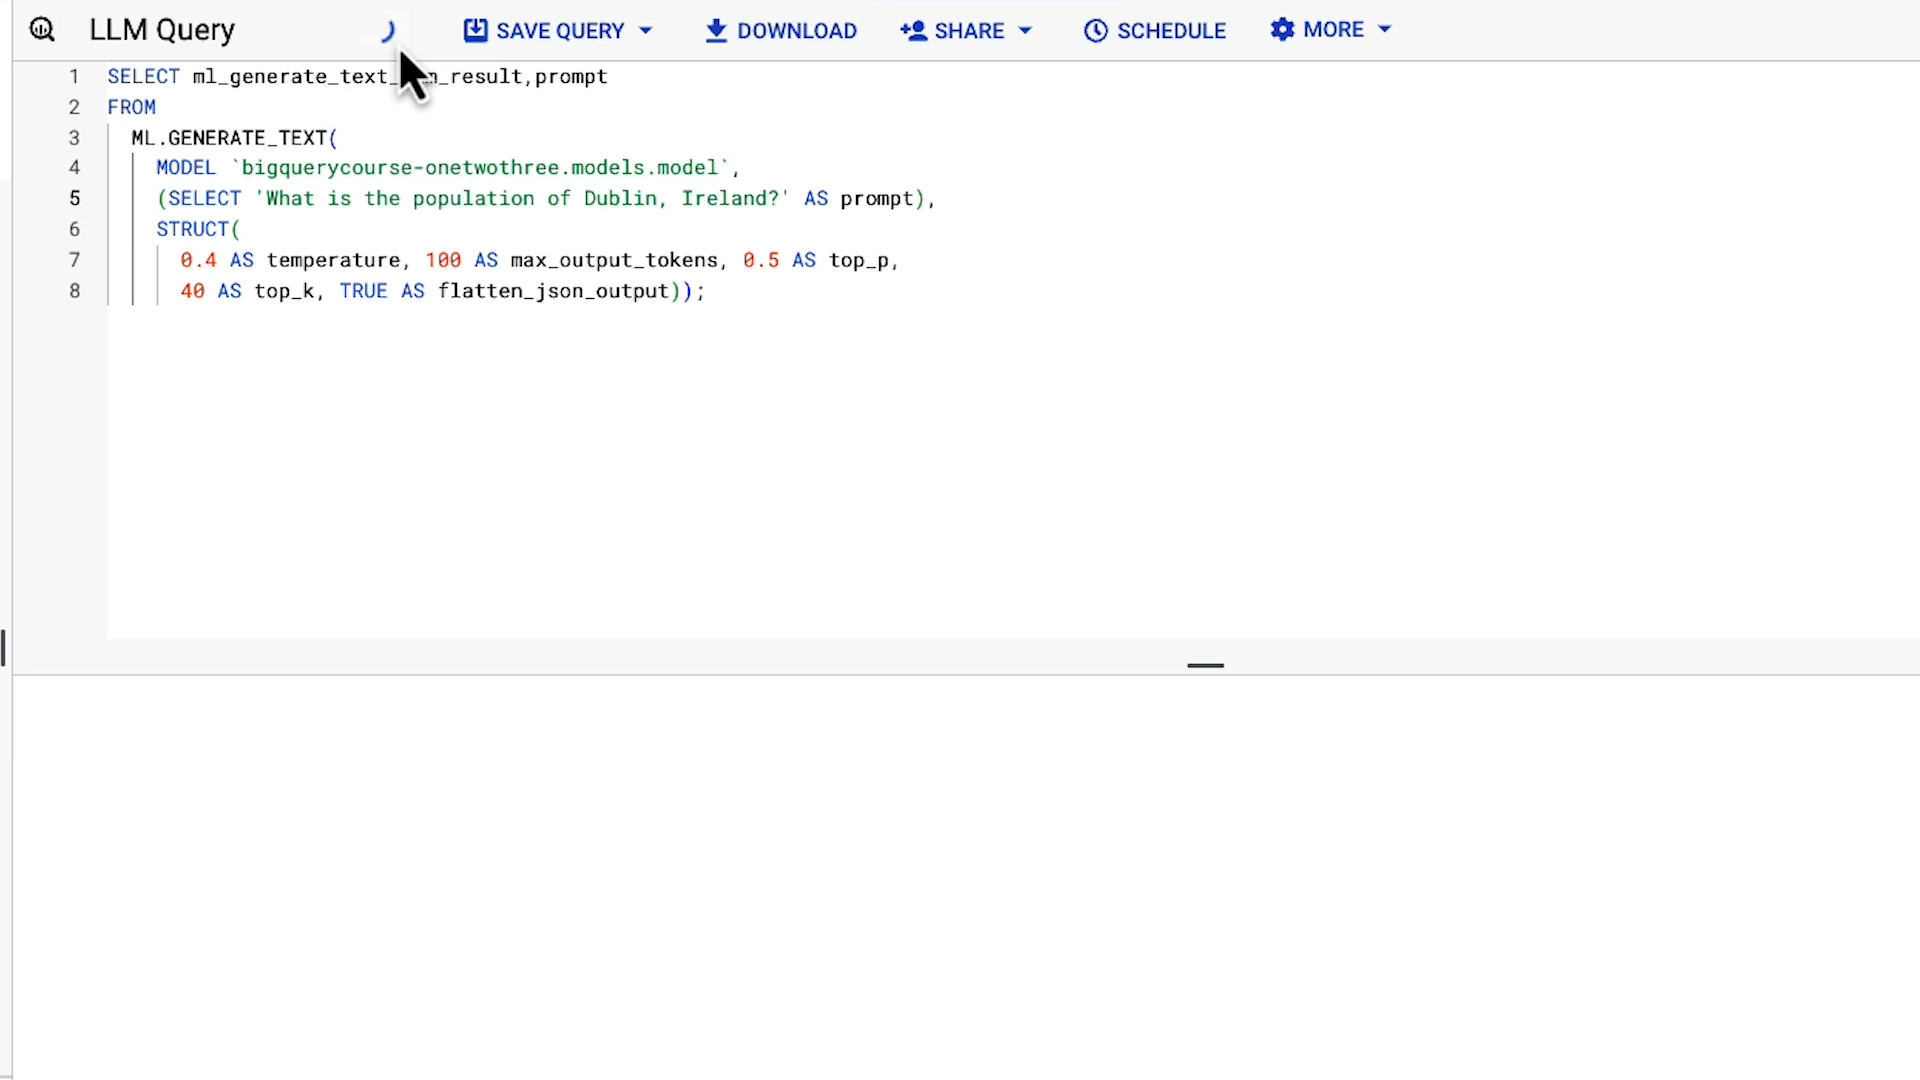 LLM Query
SAVE QUERY
DOWNLOAD
SHARE
SCHEDULE
MORE
1 SELECT ml_generate_text_ _result,prompt
2 FROM
3 ML.GENERATE_TEXT(
4 MODEL `bigquerycourse-onetwothree.models.model`,
5 (SELECT 'What is the population of Dublin, Ireland?' AS prompt),
6 STRUCT(
7 0.4 AS temperature, 100 AS max_output_tokens, 0.5 AS top_p,
8 40 AS top_k, TRUE AS flatten_json_output));